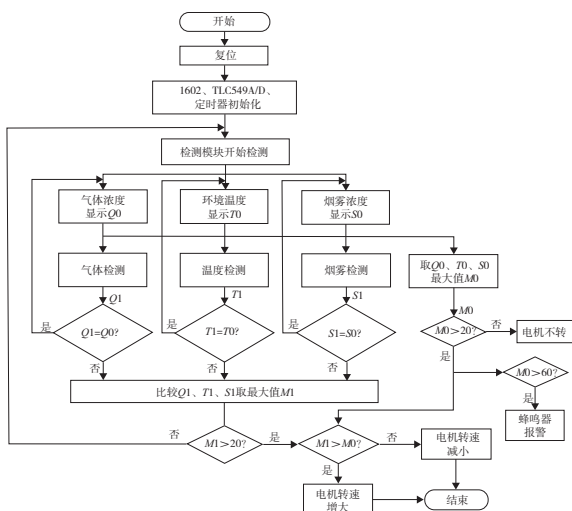 开始
复位
1602、TLC549A/D、
定时器初始化
检测模块开始检测
气体浓度
显示Q0
环境温度
显示T0
烟雾浓度
显示S0
气体检测
温度检测
烟雾检测
取Q0、T0、S0
最大值M0
Q1
T1
S1
M0
是
Q1=Q0?
是
T1=T0?
是
S1=S0?
M0>20?
否
电机不转
否
否
否
是
M0>60?
比较Q1、T1、S1取最大值M1
是
蜂鸣器
报警
否
M1>20?
是
M1>M0?
否
电机转速
减小
是
电机转速
增大
结束